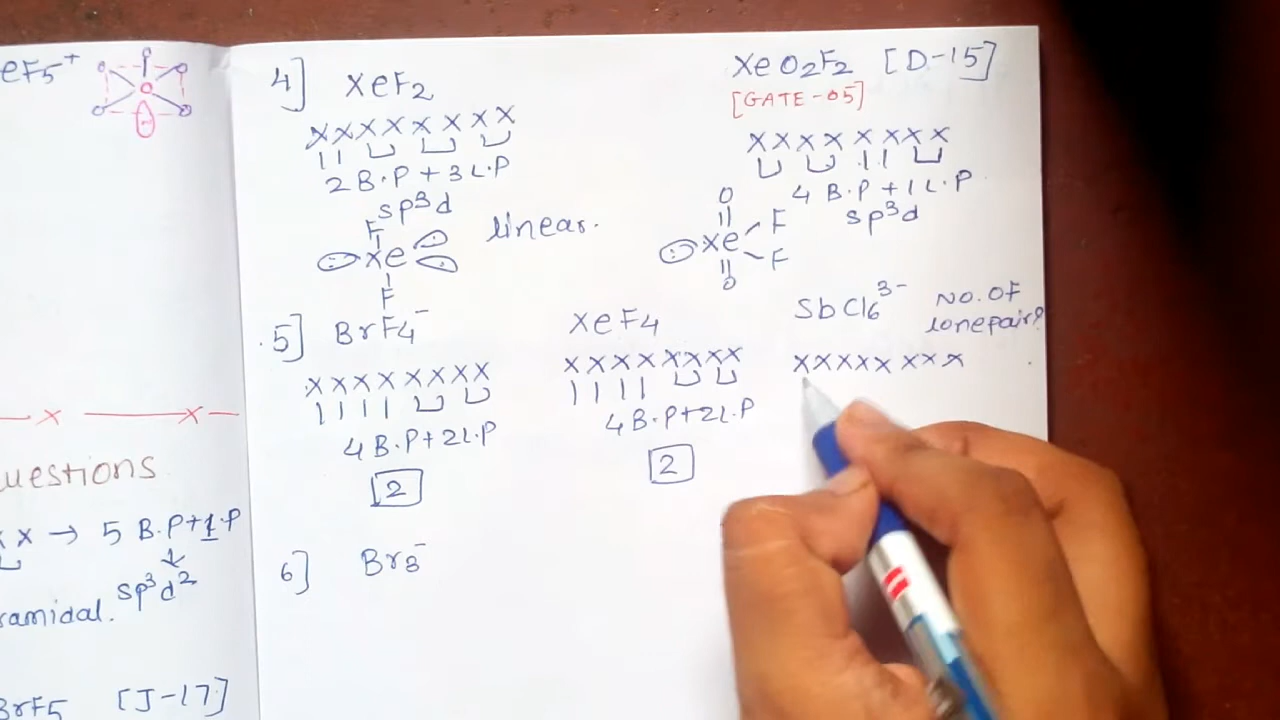 eF5+
4] XeF2
XXXXXXXX
2 B.P + 3 L.P
sp3d
F
Xe
F
linear.
XeO2F2 [D-15]
[GATE-05]
XXXXXXXX
4 B.P + 1 L.P
sp3d
O
Xe F
F
O
5] BrF4-
XXXXXXXX
4 B.P + 2 L.P
2
XeF4
XXXXXXXX
4 B.P + 2 L.P
2
SbCl6 3-
NO. OF
lonepair?
XXXXXXXX
6] Br3-
X X
uestions
x X → 5 B.P + 1.P
sp3d2
ramidal.
BrF5 [J-17]